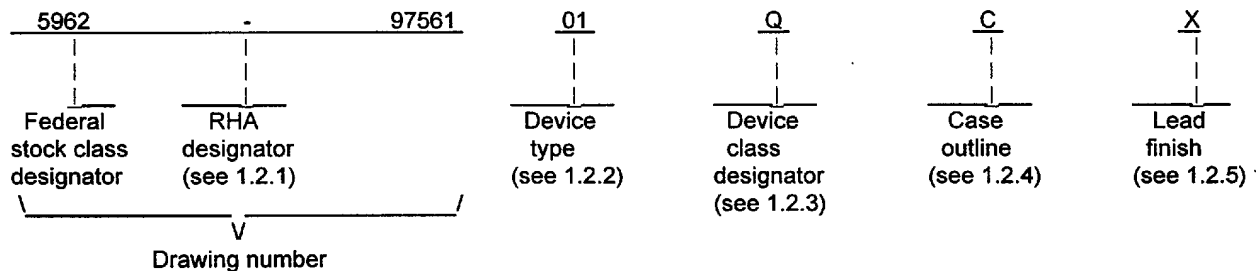 5962 - 97561 01 Q C X
Federal stock class designator
RHA designator (see 1.2.1)
Device type (see 1.2.2)
Device class designator (see 1.2.3)
Case outline (see 1.2.4)
Lead finish (see 1.2.5)
Drawing number